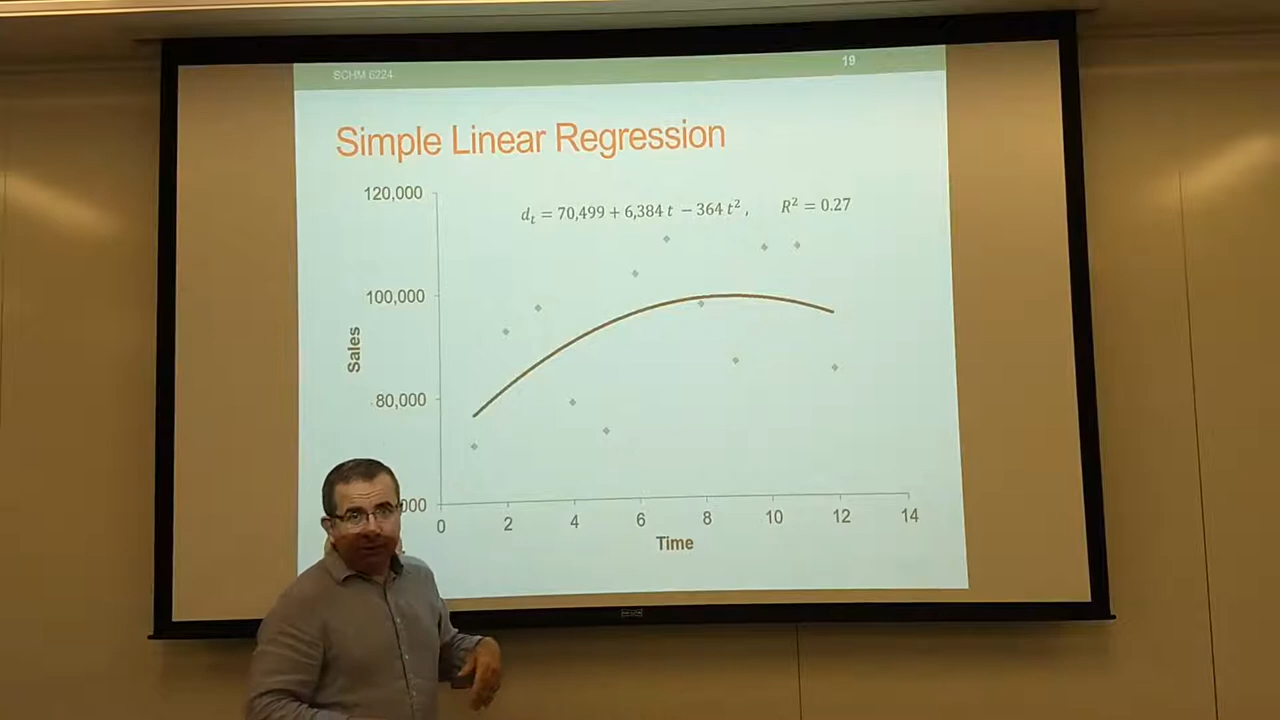 SCHM 6224
19
Simple Linear Regression
120,000
d_t = 70,499 + 6,384 t − 364 t² , R² = 0.27
100,000
Sales
80,000
000
0 2 4 6 8 10 12 14
Time